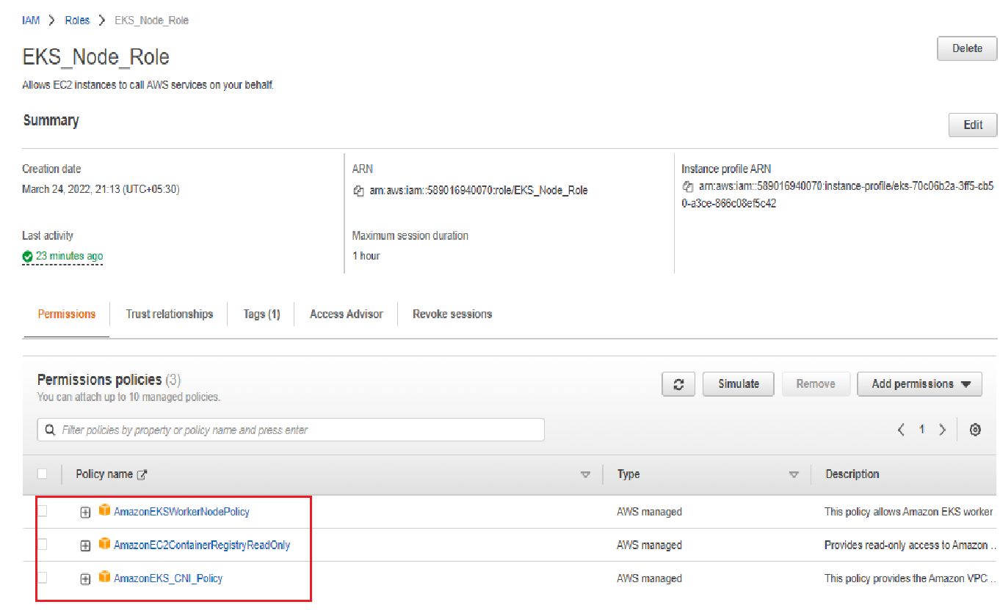 IAM > Roles > EKS_Node_Role
EKS_Node_Role
Delete
Allows EC2 instances to call AWS services on your behalf.
Summary
Edit
Creation date
March 24, 2022, 21:13 (UTC+05:30)
ARN
arn:aws:iam::589016940070:role/EKS_Node_Role
Instance profile ARN
arn:aws:iam::589016940070:instance-profile/eks-70c06b2a-3ff5-cb5
0-a3ce-866c08ef5c42
Last activity
23 minutes ago
Maximum session duration
1 hour
Permissions Trust relationships Tags (1) Access Advisor Revoke sessions
Permissions policies (3)
You can attach up to 10 managed policies.
Simulate Remove Add permissions
Filter policies by property or policy name and press enter
1
Policy name Type Description
AmazonEKSWorkerNodePolicy AWS managed This policy allows Amazon EKS worker
AmazonEC2ContainerRegistryReadOnly AWS managed Provides read-only access to Amazon ...
AmazonEKS_CNI_Policy AWS managed This policy provides the Amazon VPC ...